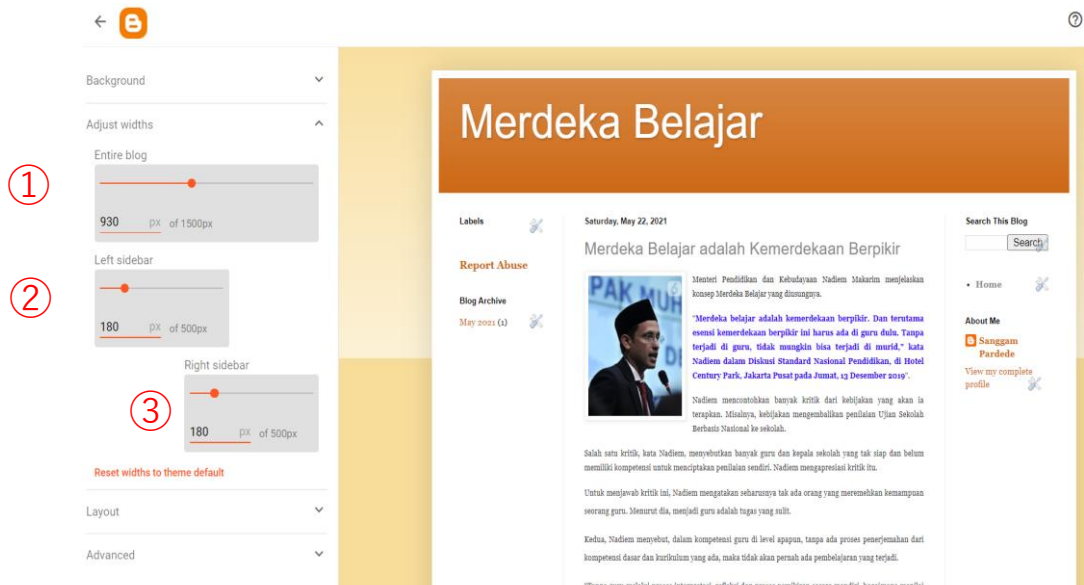 Background
Adjust widths
Entire blog
①
930 px of 1500px
Left sidebar
②
180 px of 500px
Right sidebar
③
180 px of 500px
Reset widths to theme default
Layout
Advanced
Merdeka Belajar
Labels
Report Abuse
Blog Archive
May 2021 (1)
Saturday, May 22, 2021
Merdeka Belajar adalah Kemerdekaan Berpikir
PAK MUH
Menteri Pendidikan dan Kebudayaan Nadiem Makarim menjelaskan
konsep Merdeka Belajar yang diusungnya.
"Merdeka belajar adalah kemerdekaan berpikir. Dan terutama
esensi kemerdekaan berpikir ini harus ada di guru dulu. Tanpa
terjadi di guru, tidak mungkin bisa terjadi di murid," kata
Nadiem dalam Diskusi Standard Nasional Pendidikan, di Hotel
Century Park, Jakarta Pusat pada Jumat, 13 Desember 2019".
Nadiem mencontohkan banyak kritik dari kebijakan yang akan ia
terapkan. Misalnya, kebijakan mengembalikan penilaian Ujian Sekolah
Berbasis Nasional ke sekolah.
Salah satu kritik, kata Nadiem, menyebutkan banyak guru dan kepala sekolah yang tak siap dan belum
memiliki kompetensi untuk menciptakan penilaian sendiri. Nadiem mengapresiasi kritik itu.
Untuk menjawab kritik ini, Nadiem mengatakan seharusnya tak ada orang yang meremehkan kemampuan
seorang guru. Menurut dia, menjadi guru adalah tugas yang sulit.
Kedua, Nadiem menyebut, dalam kompetensi guru di level apapun, tanpa ada proses penerjemahan dari
kompetensi dasar dan kurikulum yang ada, maka tidak akan pernah ada pembelajaran yang terjadi.
Search This Blog
Search
Home
About Me
Sanggam
Pardede
View my complete
profile